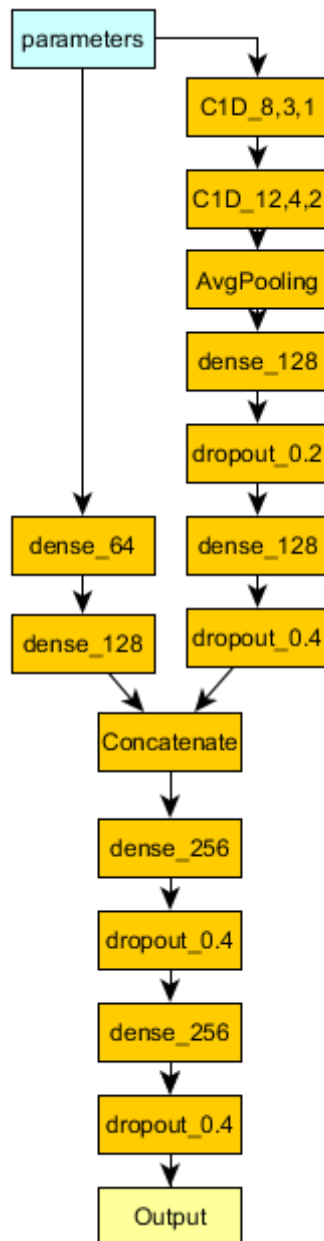 parameters
C1D_8,3,1
C1D_12,4,2
AvgPooling
dense_128
dropout_0.2
dense_64
dense_128
dense_128
dropout_0.4
Concatenate
dense_256
dropout_0.4
dense_256
dropout_0.4
Output